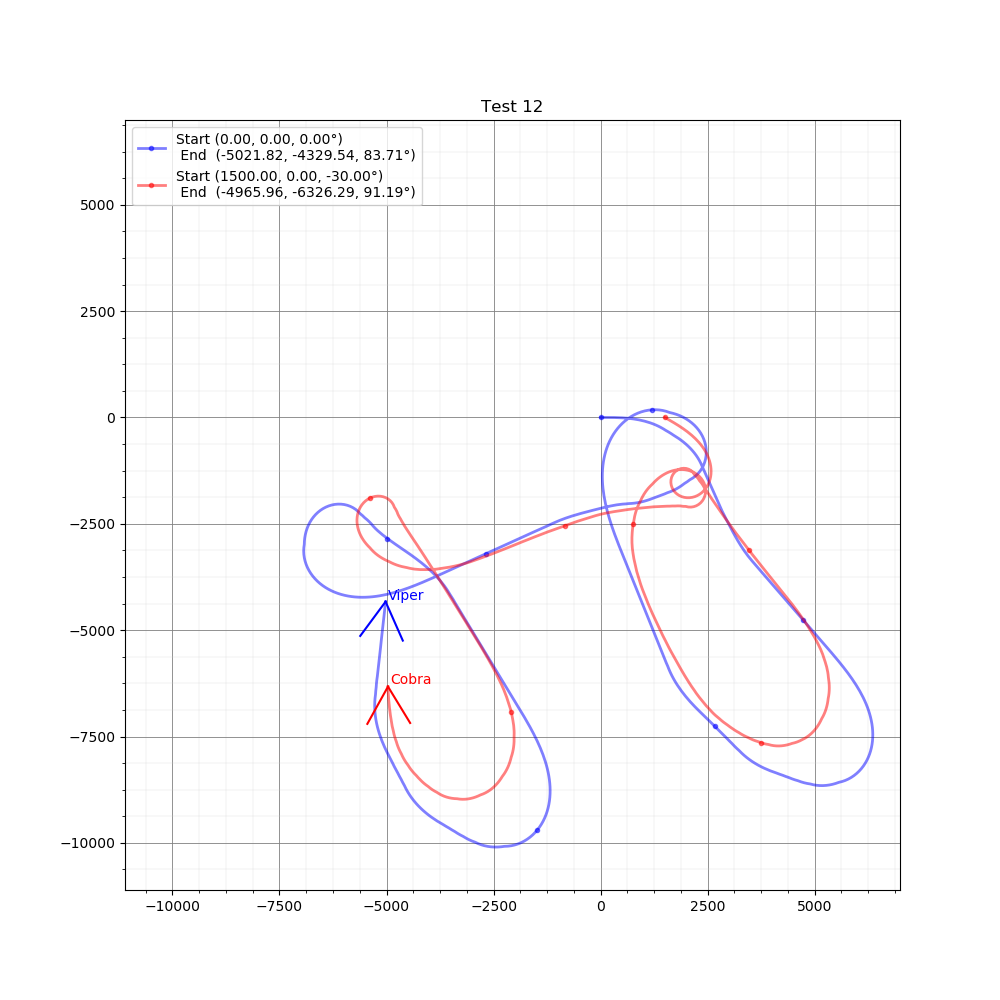 Test 12
Start (0.00, 0.00, 0.00°)
End (-5021.82, -4329.54, 83.71°)
Start (1500.00, 0.00, -30.00°)
End (-4965.96, -6326.29, 91.19°)
5000
2500
0
−2500
−5000
−7500
−10000
Viper
Cobra
−10000 −7500 −5000 −2500 0 2500 5000